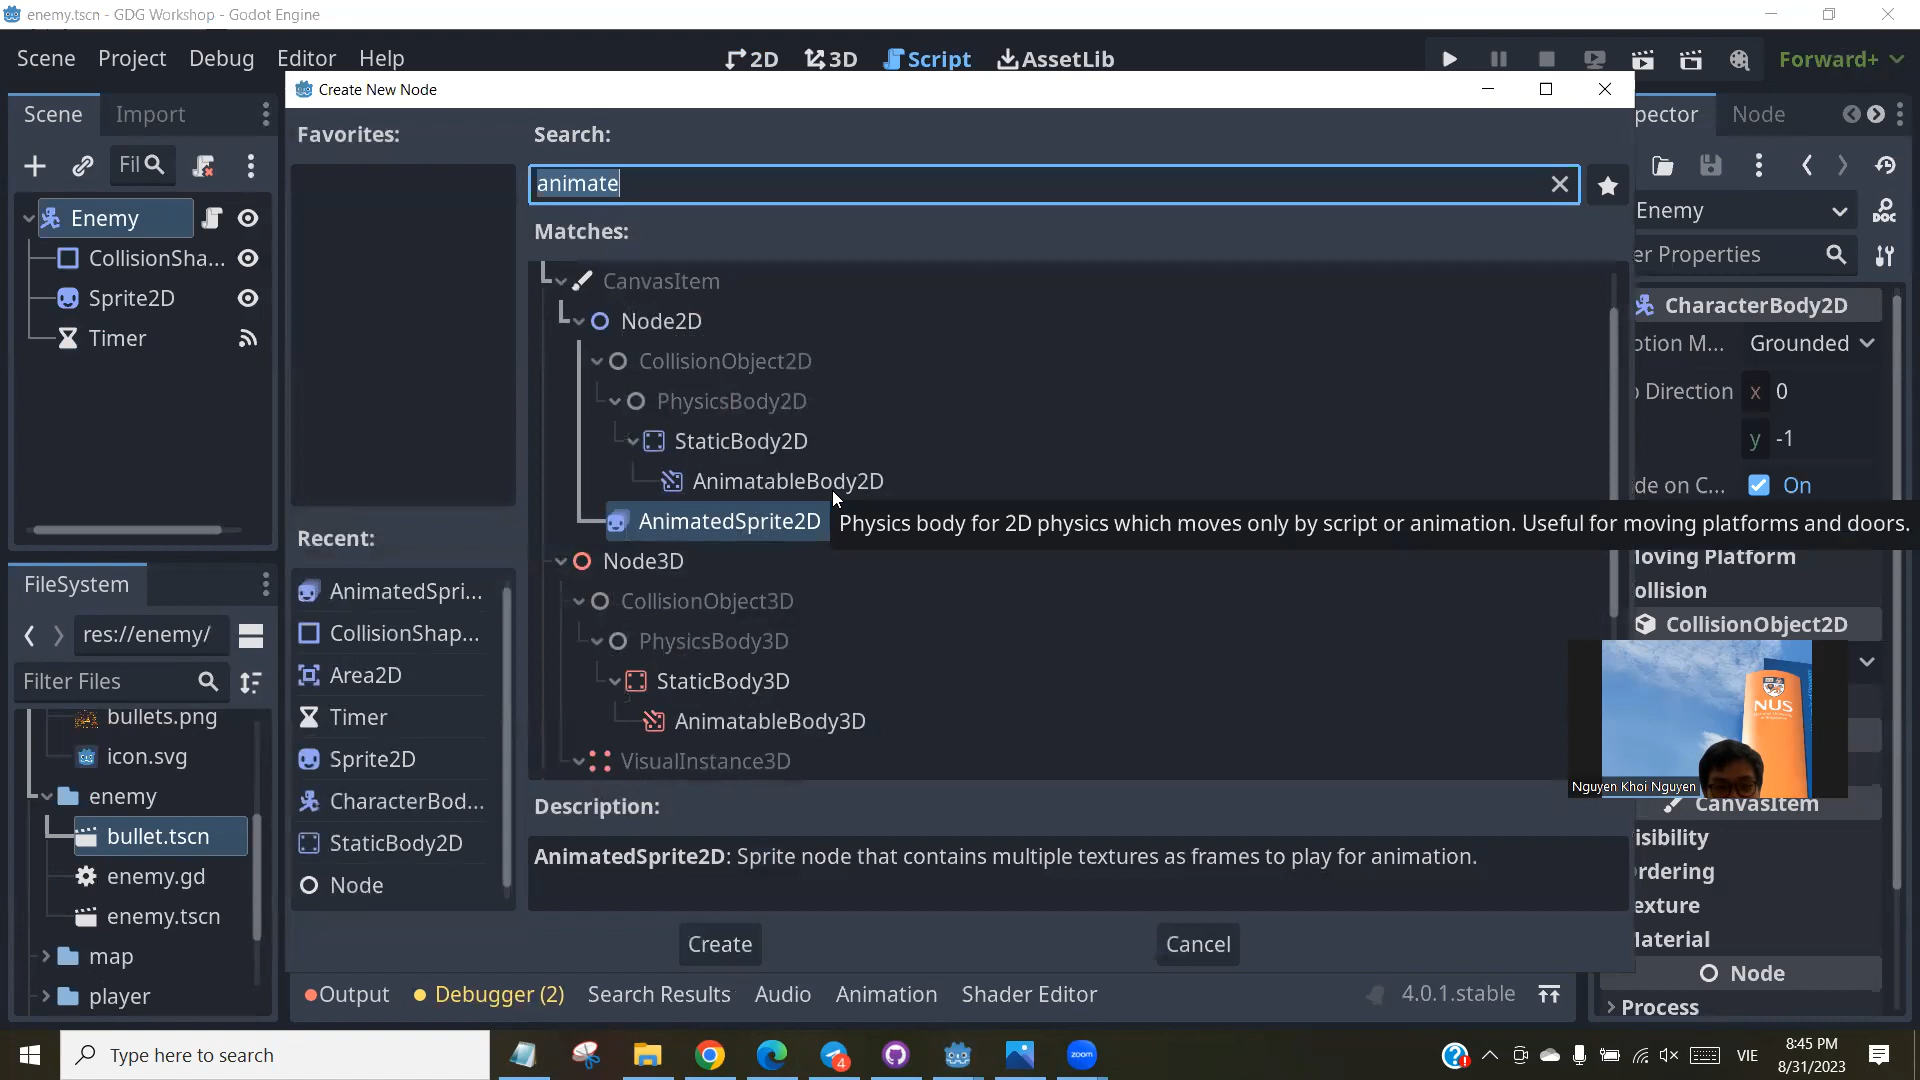 enemy.tscn - GDG Workshop - Godot Engine
Scene Project Debug Editor Help
2D 3D Script AssetLib
Forward+
Create New Node
Scene Import
Favorites:
Search:
Node
Fil
animate
Matches:
Enemy
CollisionSha...
Sprite2D
Timer
CanvasItem
Node2D
CollisionObject2D
PhysicsBody2D
StaticBody2D
AnimatableBody2D
AnimatedSprite2D
Physics body for 2D physics which moves only by script or animation. Useful for moving platforms and doors.
Node3D
CollisionObject3D
PhysicsBody3D
StaticBody3D
AnimatableBody3D
VisualInstance3D
Recent:
AnimatedSpri...
CollisionShap...
Area2D
Timer
Sprite2D
CharacterBod...
StaticBody2D
Node
Description:
AnimatedSprite2D: Sprite node that contains multiple textures as frames to play for animation.
Create Cancel
FileSystem
res://enemy/
Filter Files
bullets.png
icon.svg
enemy
bullet.tscn
enemy.gd
enemy.tscn
map
player
pector
Enemy
DOC
er Properties
CharacterBody2D
otion M... Grounded
Direction x 0
y -1
de on C... On
oving Platform
ollision
CollisionObject2D
NUS
Nguyen Khoi Nguyen
CanvasItem
isibility
rdering
exture
aterial
Node
Process
Output Debugger (2) Search Results Audio Animation Shader Editor
4.0.1.stable
Type here to search
4
zoom
VIE
8:45 PM
8/31/2023